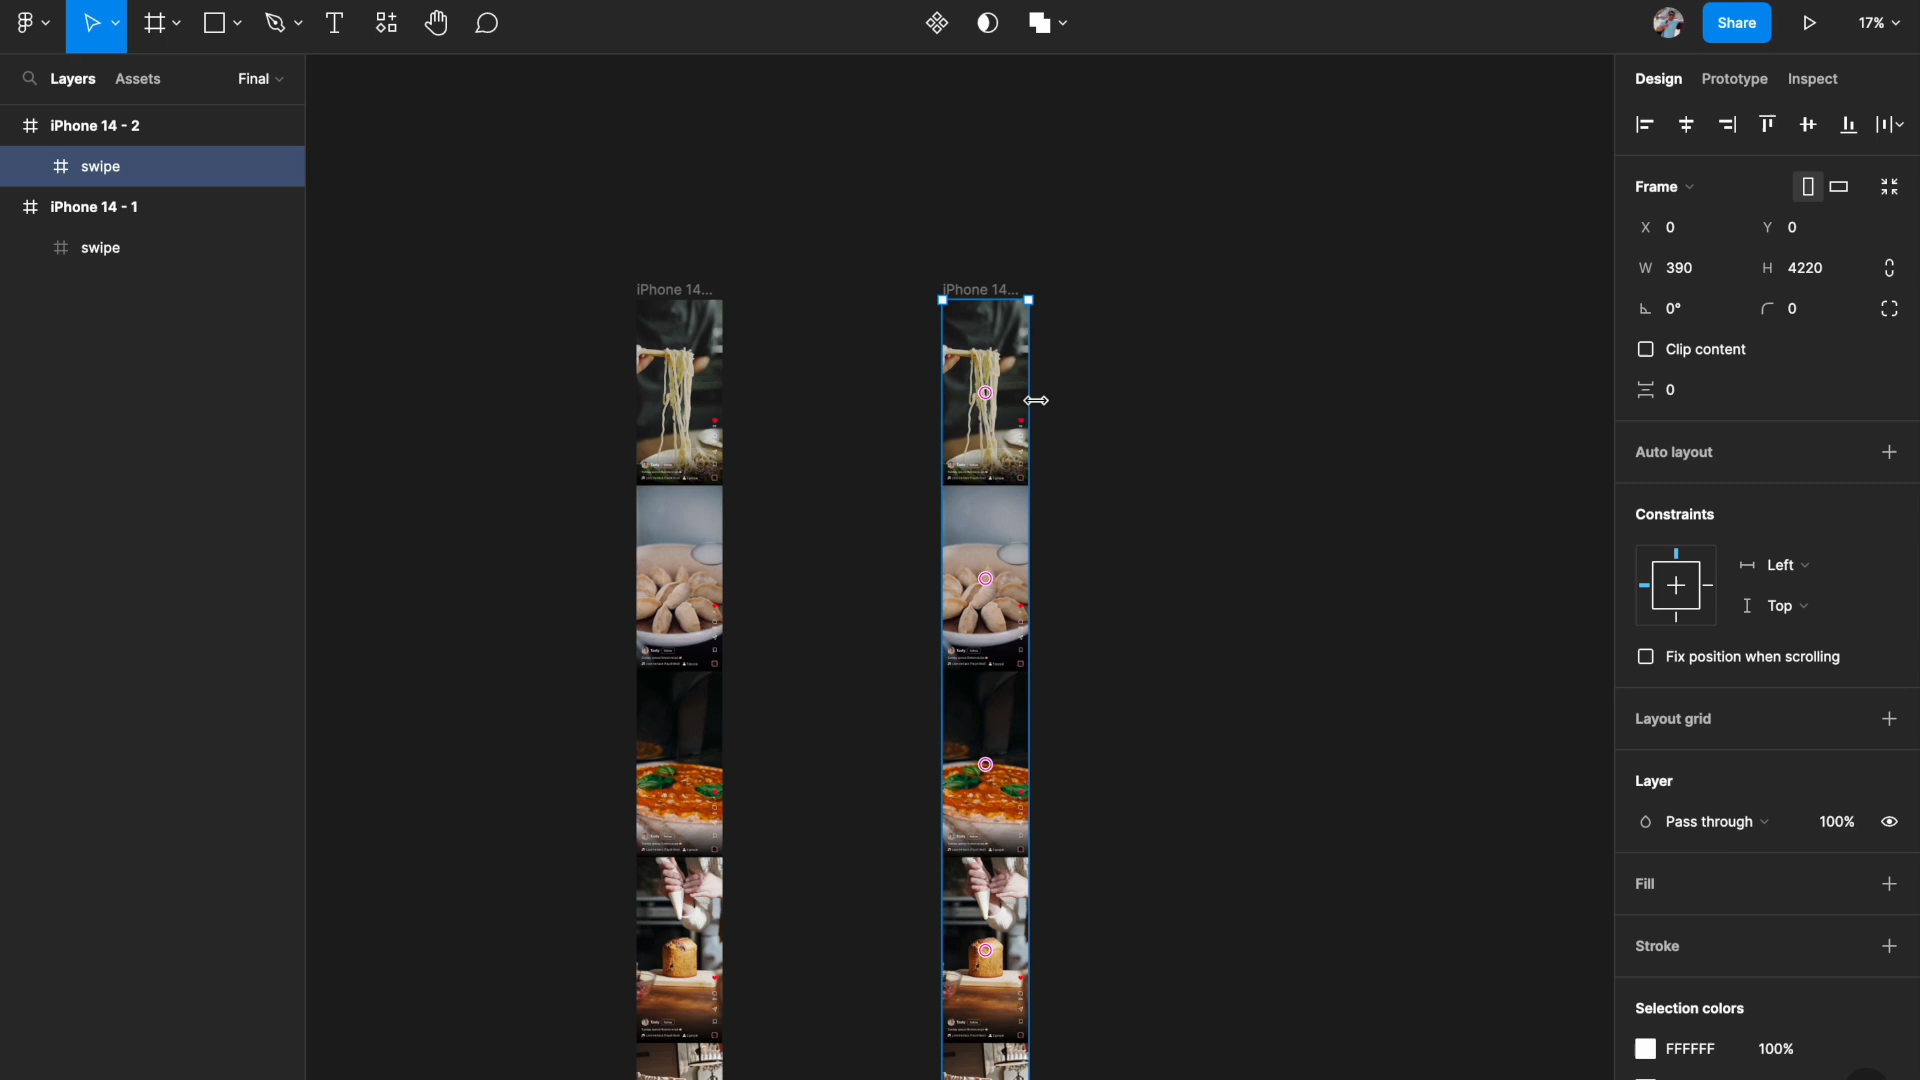 Share
17%
Layers
Assets
Final
Design
Prototype
Inspect
iPhone 14 - 2
swipe
iPhone 14 - 1
swipe
Frame
X 0
Y 0
W 390
H 4220
0°
0
Clip content
0
iPhone 14...
iPhone 14...
Auto layout
Constraints
Left
Top
Fix position when scrolling
Layout grid
Layer
Pass through
100%
Fill
Stroke
Selection colors
FFFFFF
100%